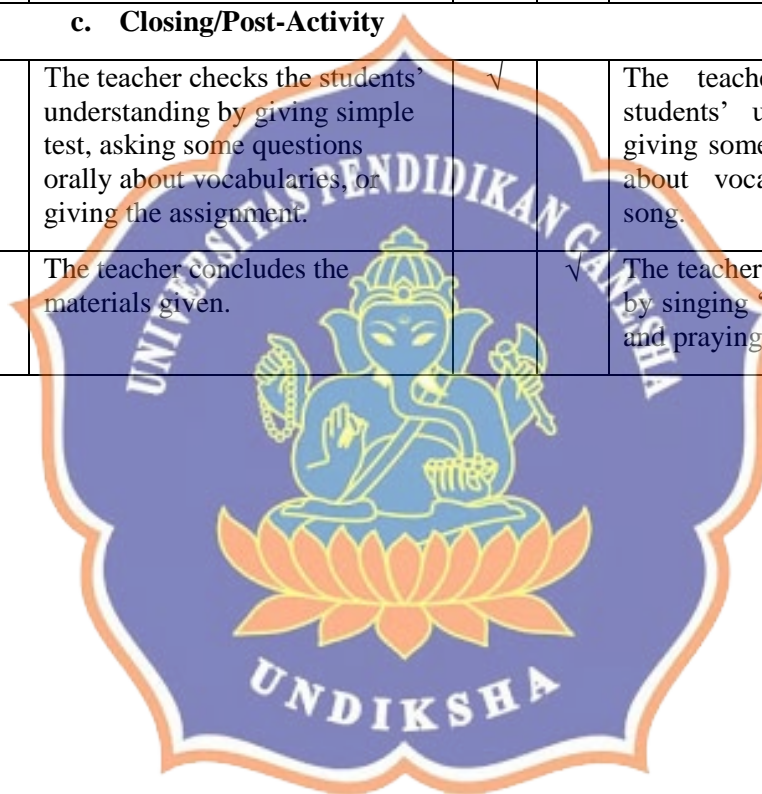 c. Closing/Post-Activity
The teacher checks the students’
understanding by giving simple
test, asking some questions
orally about vocabularies, or
giving the assignment.
√
The teache
students’ u
giving some
about voca
song.
The teacher concludes the
materials given.
√
The teacher
by singing “
and praying
UNIVERSITAS PENDIDIKAN GANESHA
UNDIKSHA